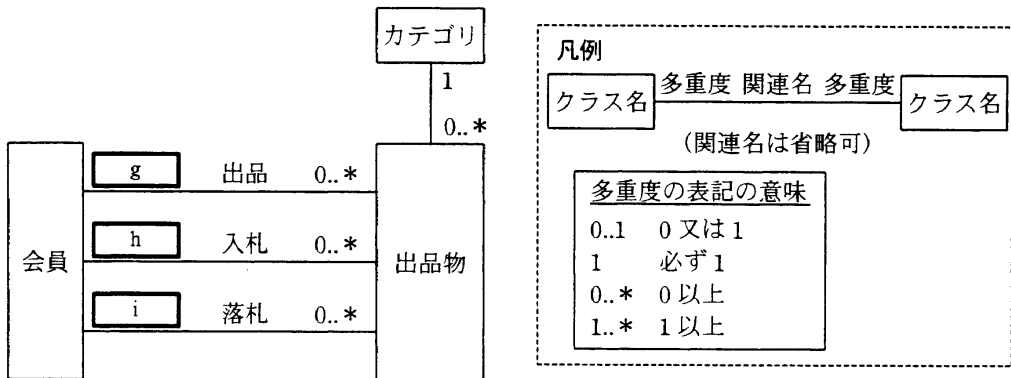 カテゴリ
1
0..*
会員
g 出品 0..*
h 入札 0..*
i 落札 0..*
出品物
凡例
クラス名 多重度 関連名 多重度 クラス名
(関連名は省略可)
多重度の表記の意味
0..1 0又は1
1 必ず1
0..* 0以上
1..* 1以上